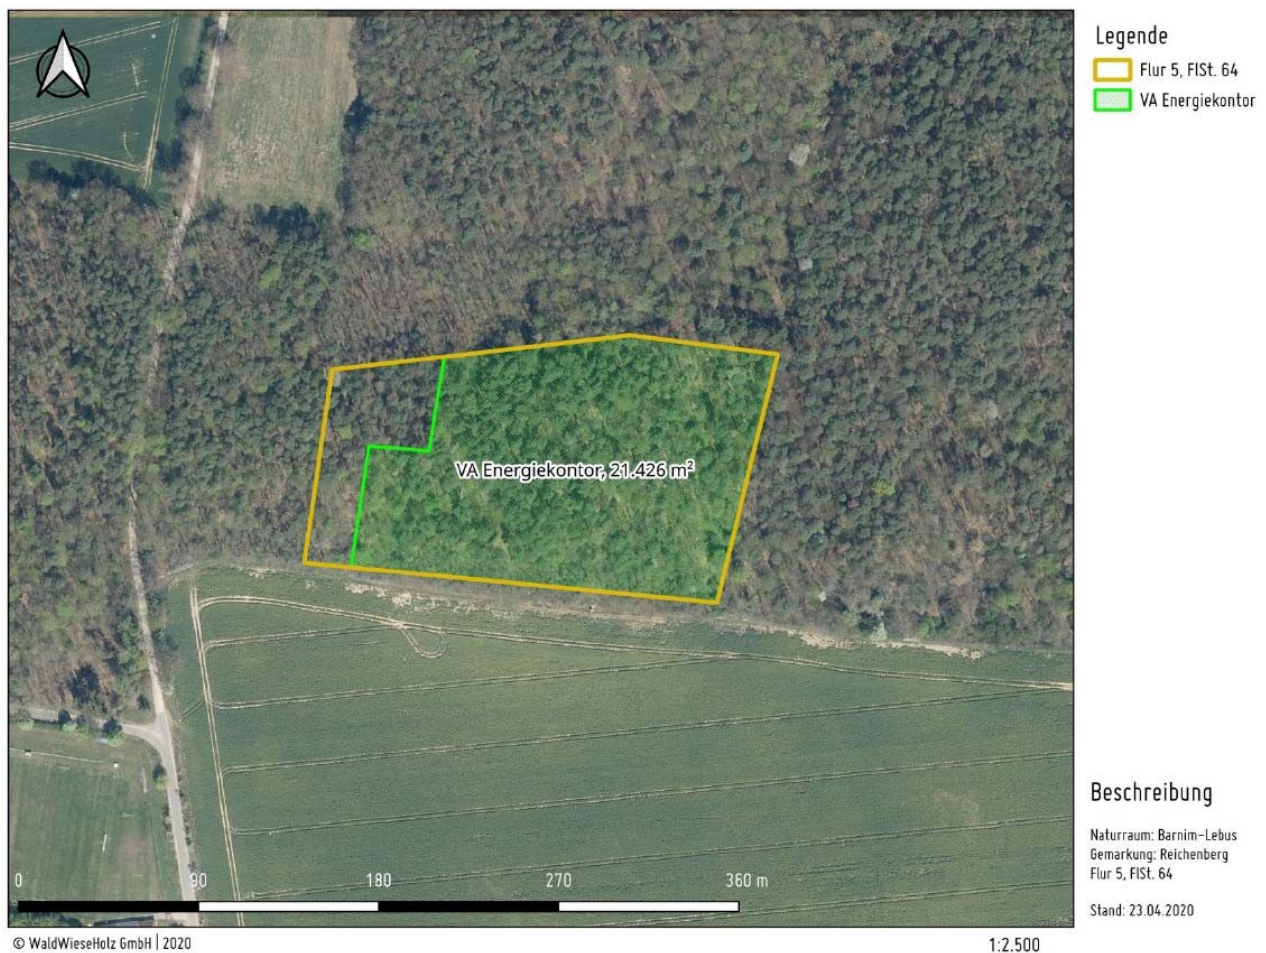 Legende
Flur 5, FlSt. 64
VA Energiekontor
VA Energiekontor, 21.426 m²
Beschreibung
Naturraum: Barnim-Lebus
Gemarkung: Reichenberg
Flur 5, FlSt. 64
Stand: 23.04.2020
0 90 180 270 360 m
© WaldWieseHolz GmbH | 2020
1:2.500